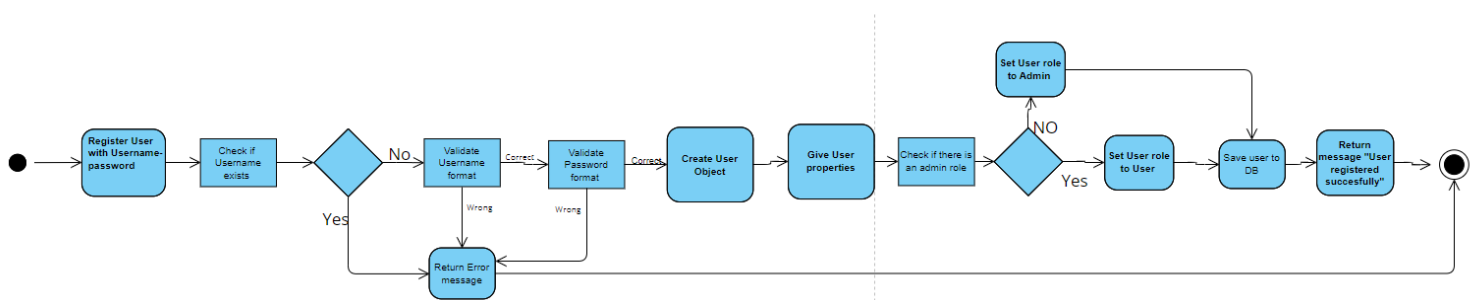 Register User
with Username-
password
Check if
Username
exists
No
Yes
Validate
Username
format
Correct
Wrong
Validate
Password
format
Correct
Wrong
Return Error
message
Create User
Object
Give User
properties
Check if there is
an admin role
NO
Yes
Set User role
to Admin
Set User role
to User
Save user to
DB
Return
message "User
registered
succesfully"